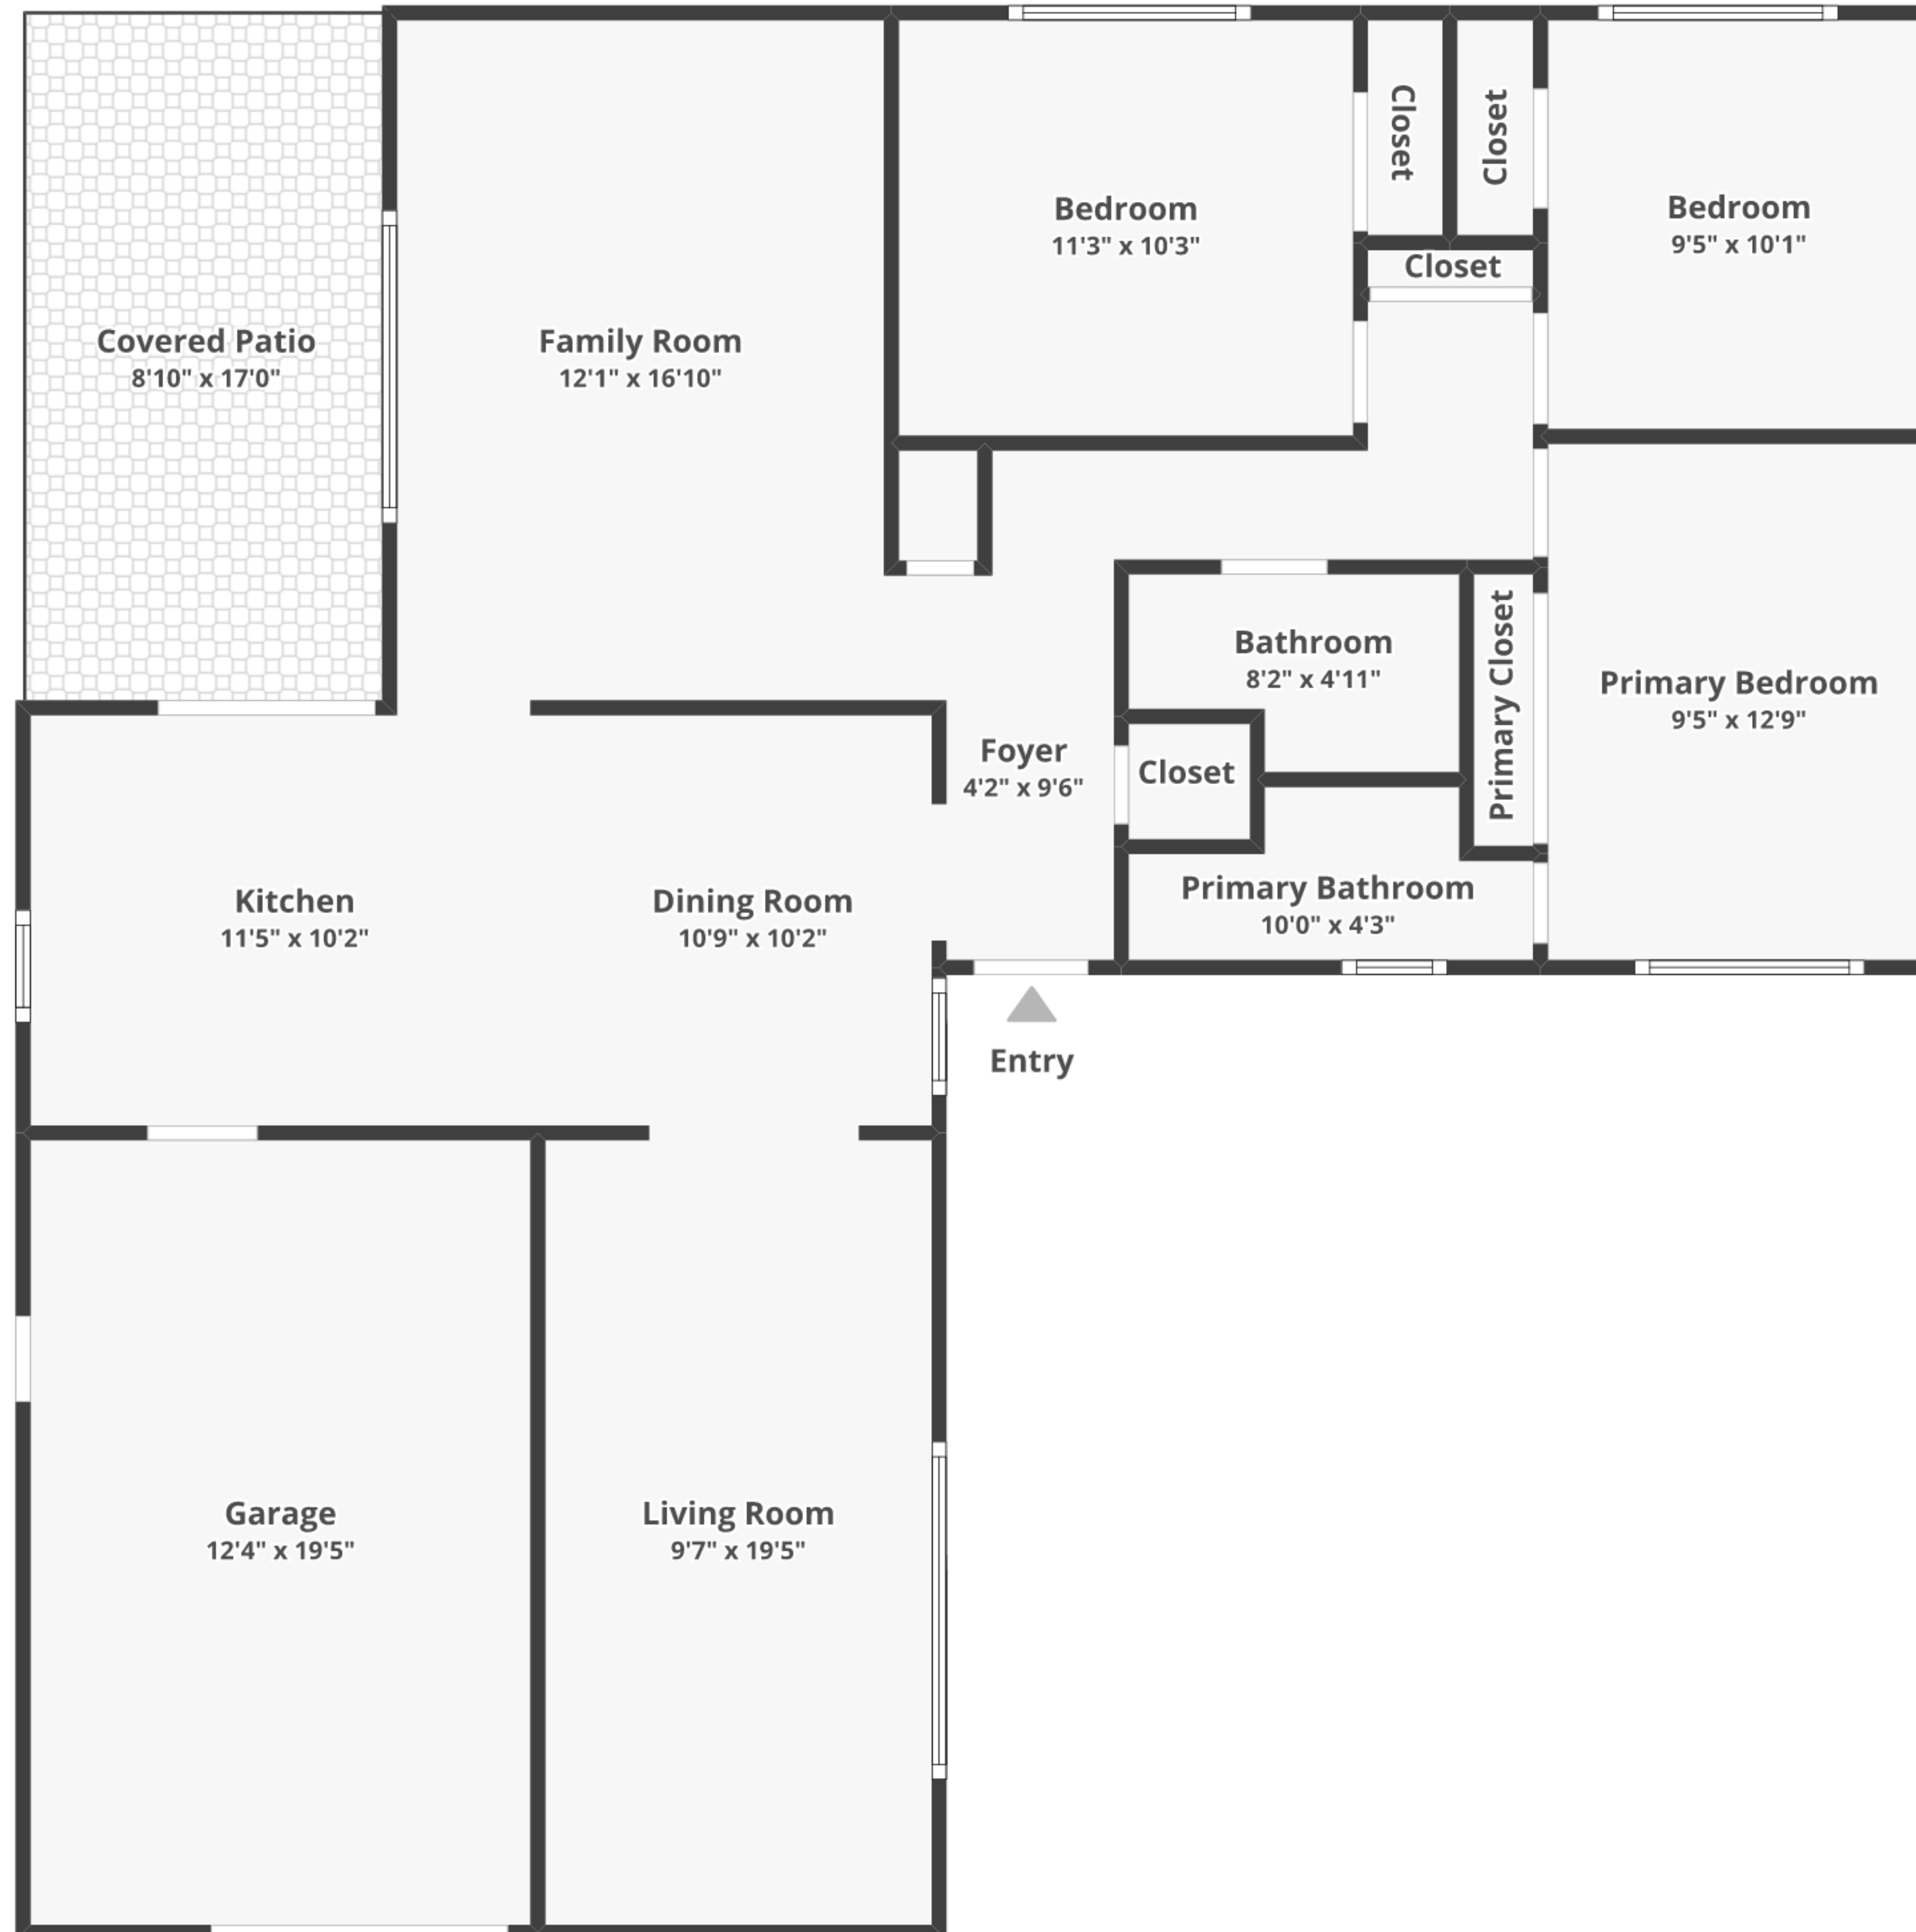 Closet
Closet
Bedroom
11'3" x 10'3"
Bedroom
9'5" x 10'1"
Closet
Covered Patio
8'10" x 17'0"
Family Room
12'1" x 16'10"
Bathroom
8'2" x 4'11"
Primary Closet
Primary Bedroom
9'5" x 12'9"
Foyer
4'2" x 9'6"
Closet
Kitchen
11'5" x 10'2"
Dining Room
10'9" x 10'2"
Primary Bathroom
10'0" x 4'3"
Entry
Garage
12'4" x 19'5"
Living Room
9'7" x 19'5"